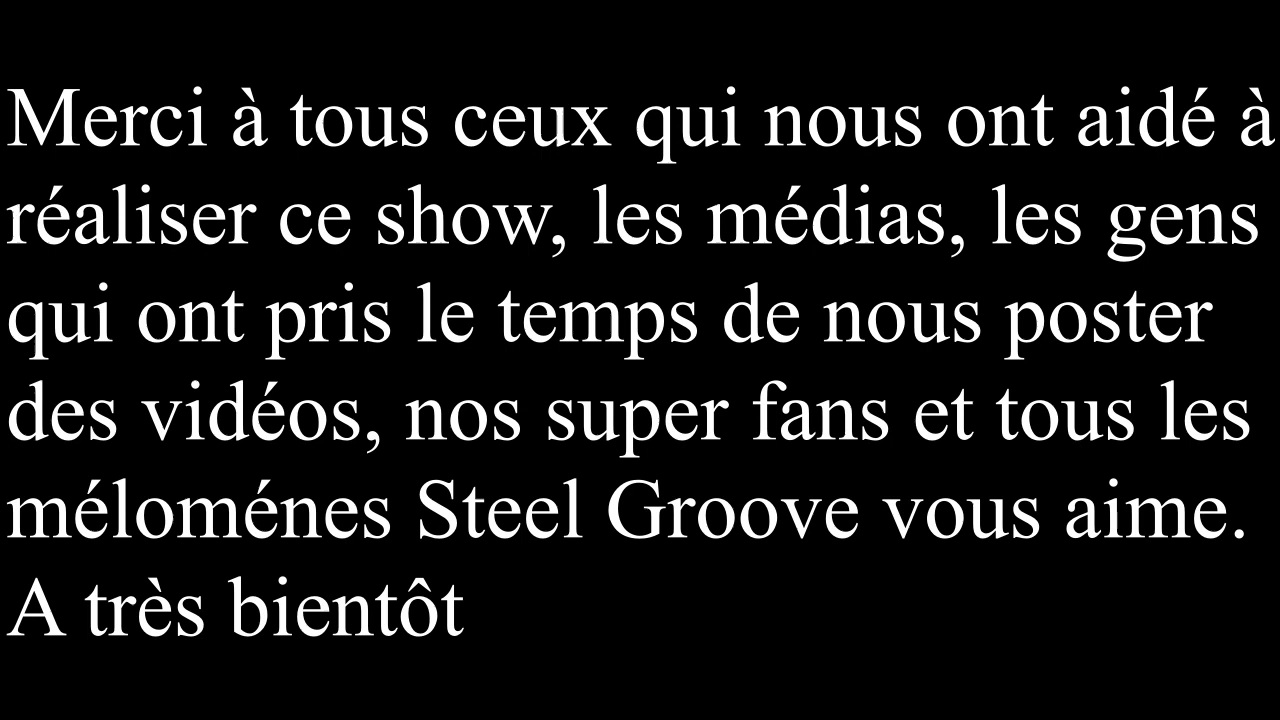 Merci à tous ceux qui nous ont aidé à
réaliser ce show, les médias, les gens
qui ont pris le temps de nous poster
des vidéos, nos super fans et tous les
méloménes Steel Groove vous aime.
A très bientôt